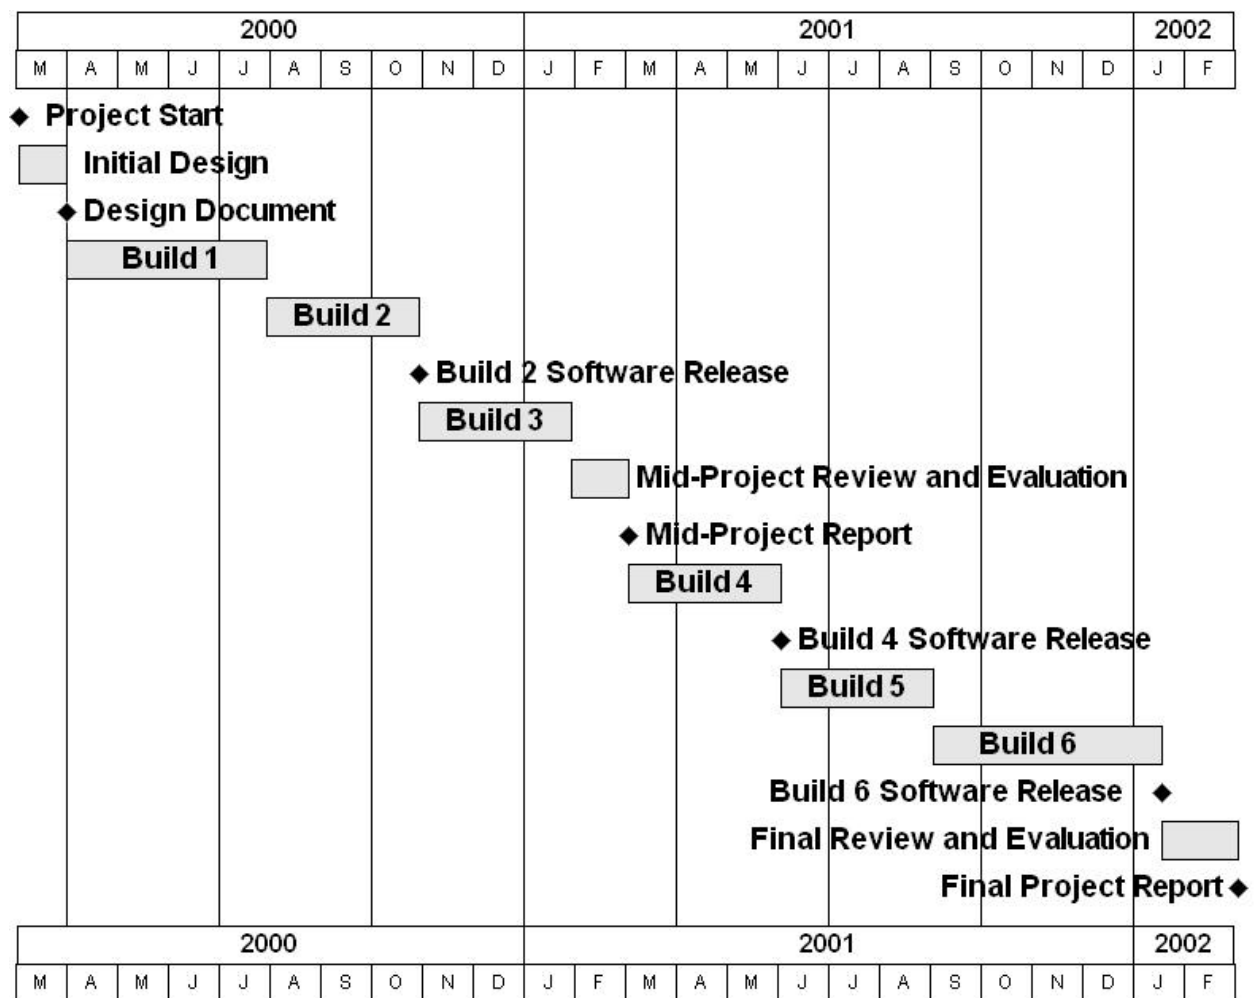 2000 2001 2002
M A M J J A S O N D J F M A M J J A S O N D J F
Project Start
Initial Design
Design Document
Build 1
Build 2
Build 2 Software Release
Build 3
Mid-Project Review and Evaluation
Mid-Project Report
Build 4
Build 4 Software Release
Build 5
Build 6
Build 6 Software Release
Final Review and Evaluation
Final Project Report
2000 2001 2002
M A M J J A S O N D J F M A M J J A S O N D J F